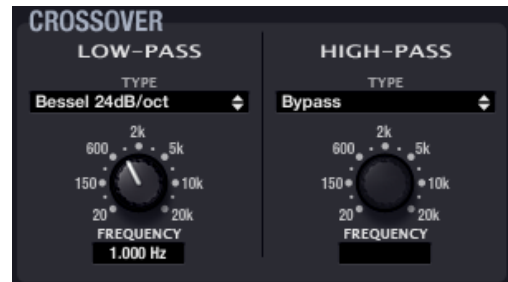 CROSSOVER
LOW-PASS
TYPE
Bessel 24dB/oct
2k
600
5k
150
10k
20
20k
FREQUENCY
1.000 Hz
HIGH-PASS
TYPE
Bypass
2k
600
5k
150
10k
20
20k
FREQUENCY